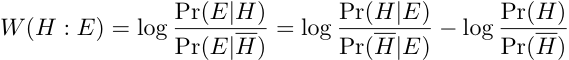 W(H : E) = log Pr(E|H) / Pr(E|H̅) = log Pr(H|E) / Pr(H̅|E) − log Pr(H) / Pr(H̅)